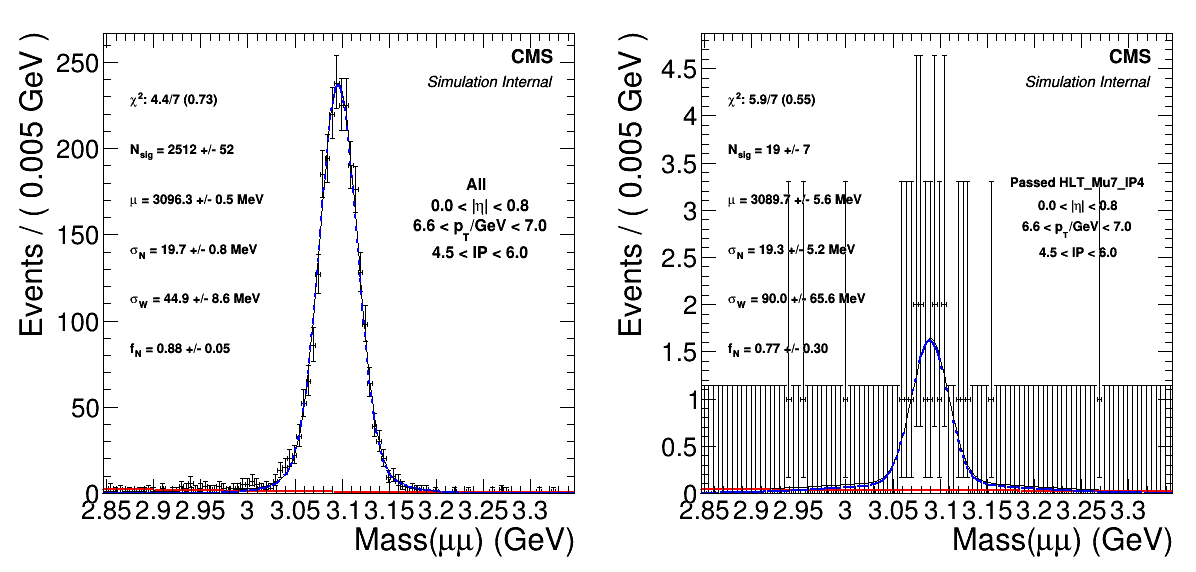 Events / ( 0.005 GeV )
250
200
150
100
50
0
CMS
Simulation Internal
χ²: 4.4/7 (0.73)
N_sig = 2512 +/- 52
μ = 3096.3 +/- 0.5 MeV
σ_N = 19.7 +/- 0.8 MeV
σ_W = 44.9 +/- 8.6 MeV
f_N = 0.88 +/- 0.05
All
0.0 < |η| < 0.8
6.6 < p_T/GeV < 7.0
4.5 < IP < 6.0
2.85 2.9 2.95 3 3.05 3.1 3.15 3.2 3.25 3.3
Mass(μμ) (GeV)
Events / ( 0.005 GeV )
4.5
4
3.5
3
2.5
2
1.5
1
0.5
0
CMS
Simulation Internal
χ²: 5.9/7 (0.55)
N_sig = 19 +/- 7
μ = 3089.7 +/- 5.6 MeV
σ_N = 19.3 +/- 5.2 MeV
σ_W = 90.0 +/- 65.6 MeV
f_N = 0.77 +/- 0.30
Passed HLT_Mu7_IP4
0.0 < |η| < 0.8
6.6 < p_T/GeV < 7.0
4.5 < IP < 6.0
2.85 2.9 2.95 3 3.05 3.1 3.15 3.2 3.25 3.3
Mass(μμ) (GeV)